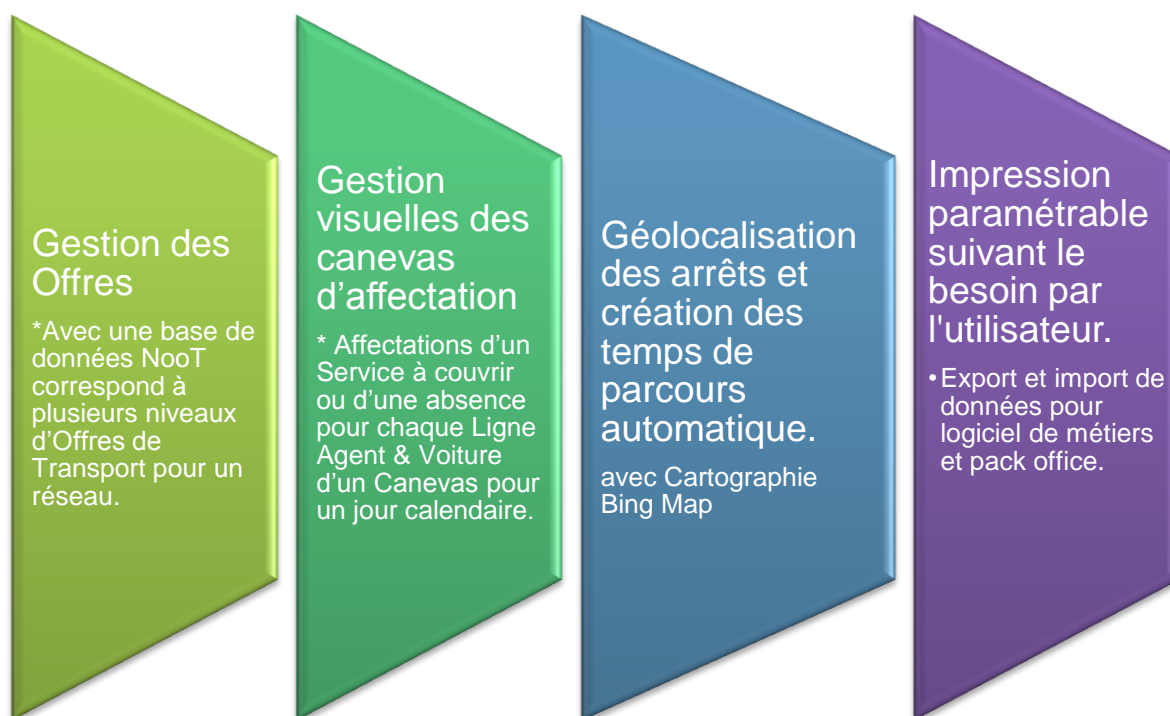 Gestion des
Offres
*Avec une base de
données NooT
correspond à
plusieurs niveaux
d’Offres de
Transport pour un
réseau.
Gestion
visuelles des
canevas
d’affectation
* Affectations d’un
Service à couvrir
ou d’une absence
pour chaque Ligne
Agent & Voiture
d’un Canevas pour
un jour calendaire.
Géolocalisation
des arrêts et
création des
temps de
parcours
automatique.
avec Cartographie
Bing Map
Impression
paramétrable
suivant le
besoin par
l'utilisateur.
•Export et import de
données pour
logiciel de métiers
et pack office.